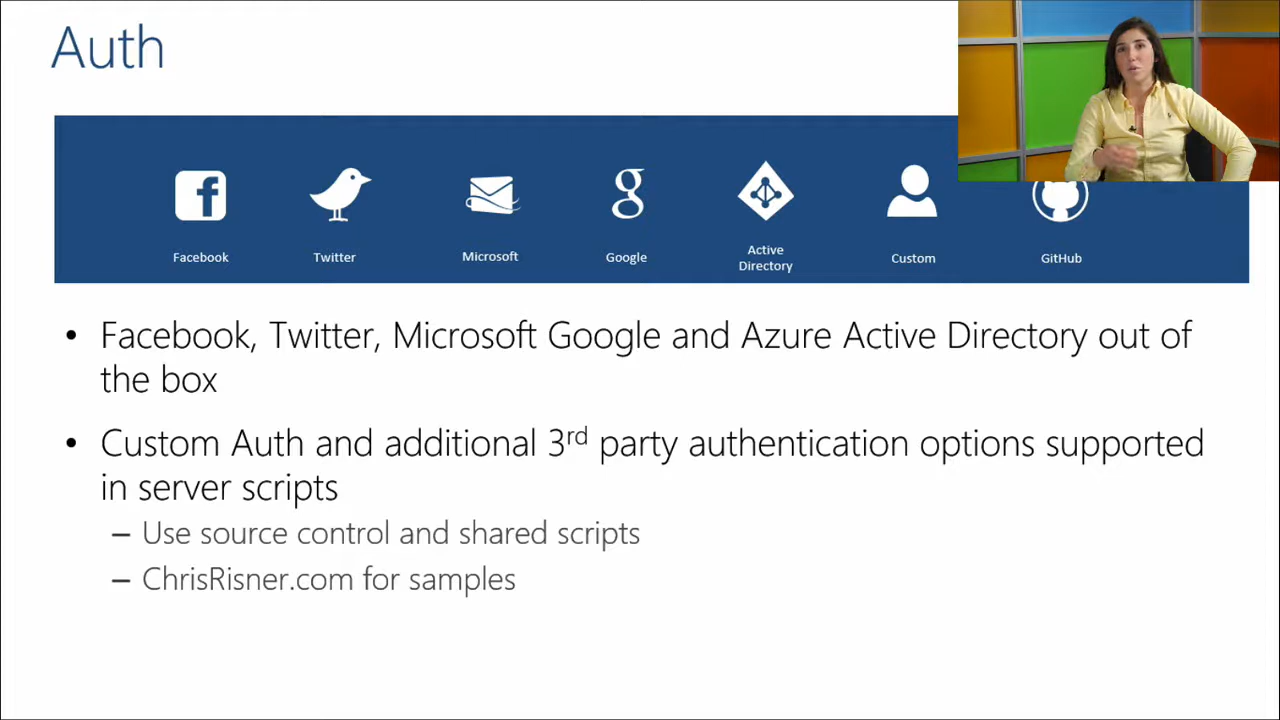 Auth
Facebook
Twitter
Microsoft
Google
Active
Directory
Custom
GitHub
• Facebook, Twitter, Microsoft Google and Azure Active Directory out of
the box
• Custom Auth and additional 3rd party authentication options supported
in server scripts
– Use source control and shared scripts
– ChrisRisner.com for samples